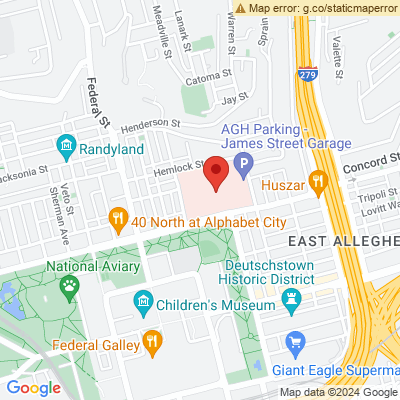 Map error: g.co/staticmaperror
Meadville St
Lanark St
Warren St
Sprau
Valette St
Catoma St
279
Jay St
Federal St
Henderson St
AGH Parking -
James Street Garage
Randyland
Hemlock St
Concord St
acksonia St
Huszar
Veto St
Sherman Ave
Tripoli St
Lovitt Wa
40 North at Alphabet City
EAST ALLEGHE
National Aviary
Deutschstown
Historic District
Children's Museum
Federal Galley
Giant Eagle Superma
Google
Map data ©2024 Google